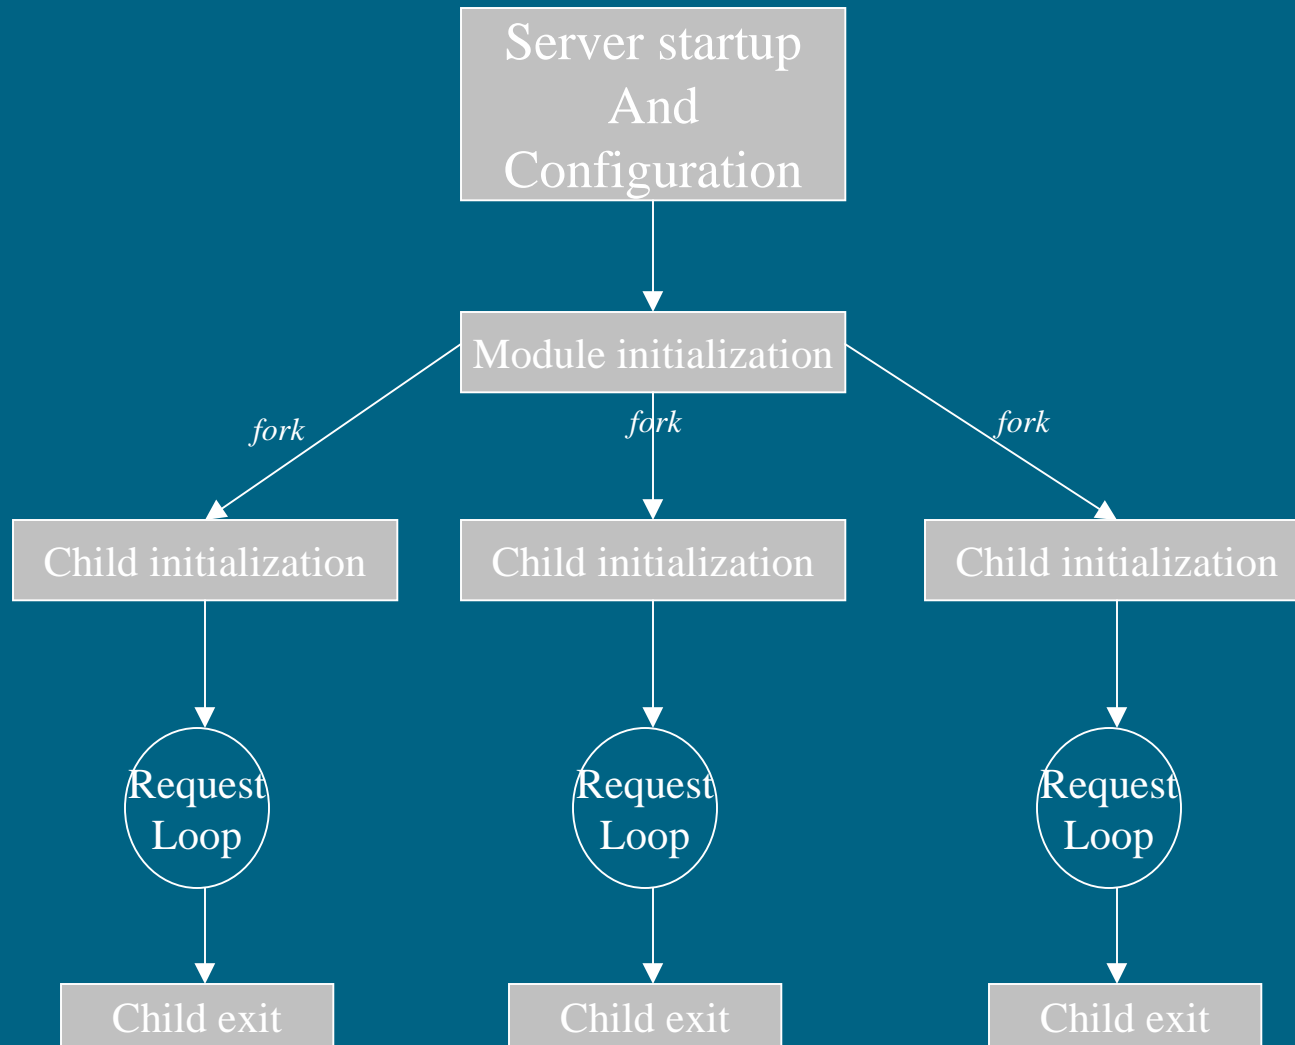 Server startup
And
Configuration
Module initialization
fork
fork
fork
Child initialization
Child initialization
Child initialization
Request
Loop
Request
Loop
Request
Loop
Child exit
Child exit
Child exit